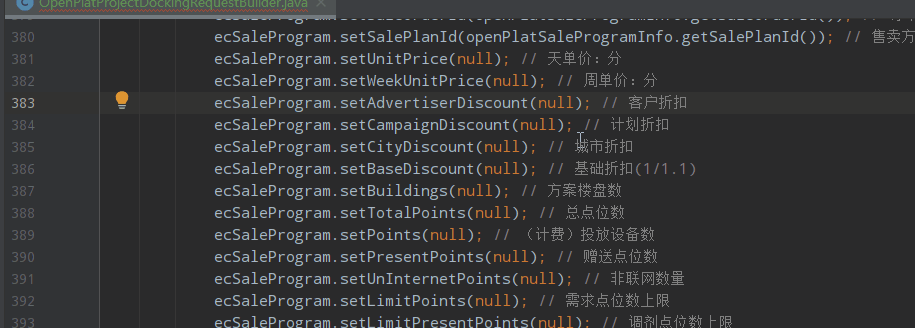 OpenPlatProjectDockingRequestBuilder.java
380 ecSaleProgram.setSalePlanId(openPlatSaleProgramInfo.getSalePlanId()); // 售卖方
381 ecSaleProgram.setUnitPrice(null); // 天单价：分
382 ecSaleProgram.setWeekUnitPrice(null); // 周单价：分
383 ecSaleProgram.setAdvertiserDiscount(null); // 客户折扣
384 ecSaleProgram.setCampaignDiscount(null); // 计划折扣
385 ecSaleProgram.setCityDiscount(null); // 城市折扣
386 ecSaleProgram.setBaseDiscount(null); // 基础折扣(1/1.1)
387 ecSaleProgram.setBuildings(null); // 方案楼盘数
388 ecSaleProgram.setTotalPoints(null); // 总点位数
389 ecSaleProgram.setPoints(null); // （计费）投放设备数
390 ecSaleProgram.setPresentPoints(null); // 赠送点位数
391 ecSaleProgram.setUnInternetPoints(null); // 非联网数量
392 ecSaleProgram.setLimitPoints(null); // 需求点位数上限
393 ecSaleProgram.setLimitPresentPoints(null); // 调剂点位数上限